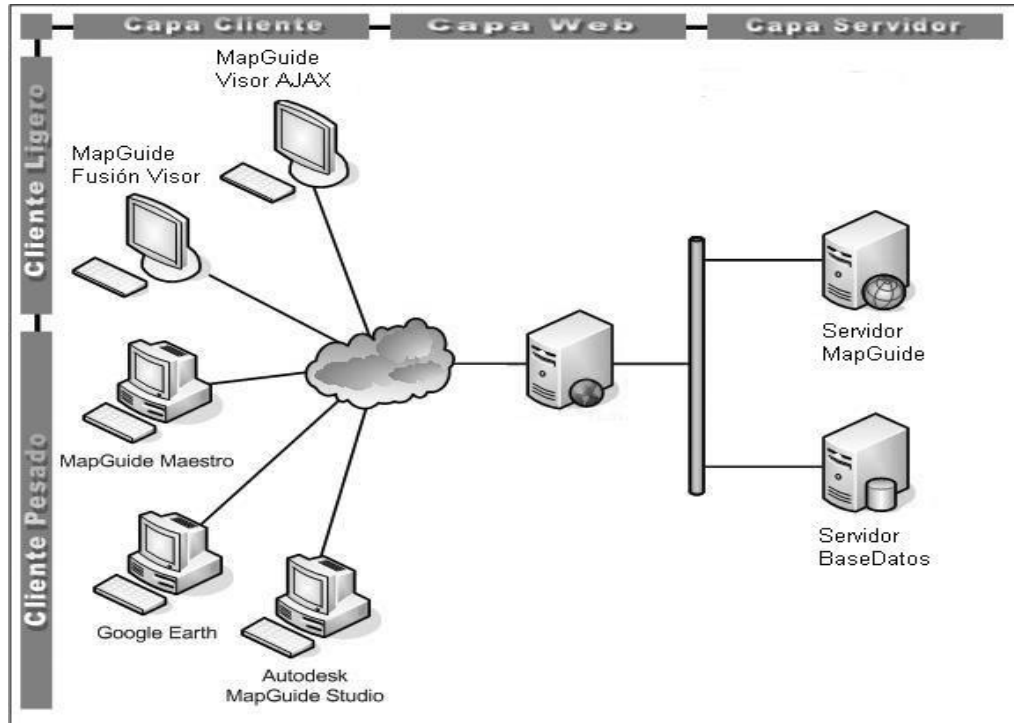 Capa Cliente
Capa Web
Capa Servidor
Cliente Ligero
Cliente Pesado
MapGuide
Visor AJAX
MapGuide
Fusión Visor
MapGuide Maestro
Google Earth
Autodesk
MapGuide Studio
Servidor
MapGuide
Servidor
BaseDatos